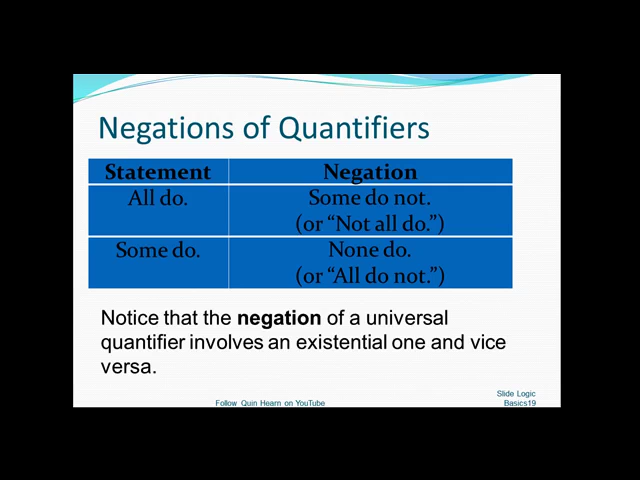 Negations of Quantifiers
Statement Negation
All do. Some do not.
(or “Not all do.”)
Some do. None do.
(or “All do not.”)
Notice that the negation of a universal
quantifier involves an existential one and vice
versa.
Slide Logic
Follow Quin Hearn on YouTube Basics19